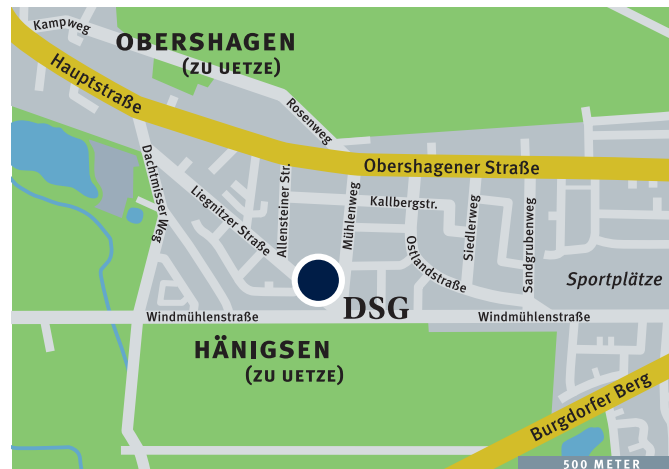 Kampweg
OBERSHAGEN
(ZU UETZE)
Hauptstraße
Rosenweg
Obershagener Straße
Dachtmisser Weg
Liegnitzer Straße
Allensteiner Str.
Mühlenweg
Kallbergstr.
Ostlandstraße
Siedlerweg
Sandgrubenweg
Sportplätze
DSG
Windmühlenstraße
Windmühlenstraße
HÄNIGSEN
(ZU UETZE)
Burgdorfer Berg
500 METER